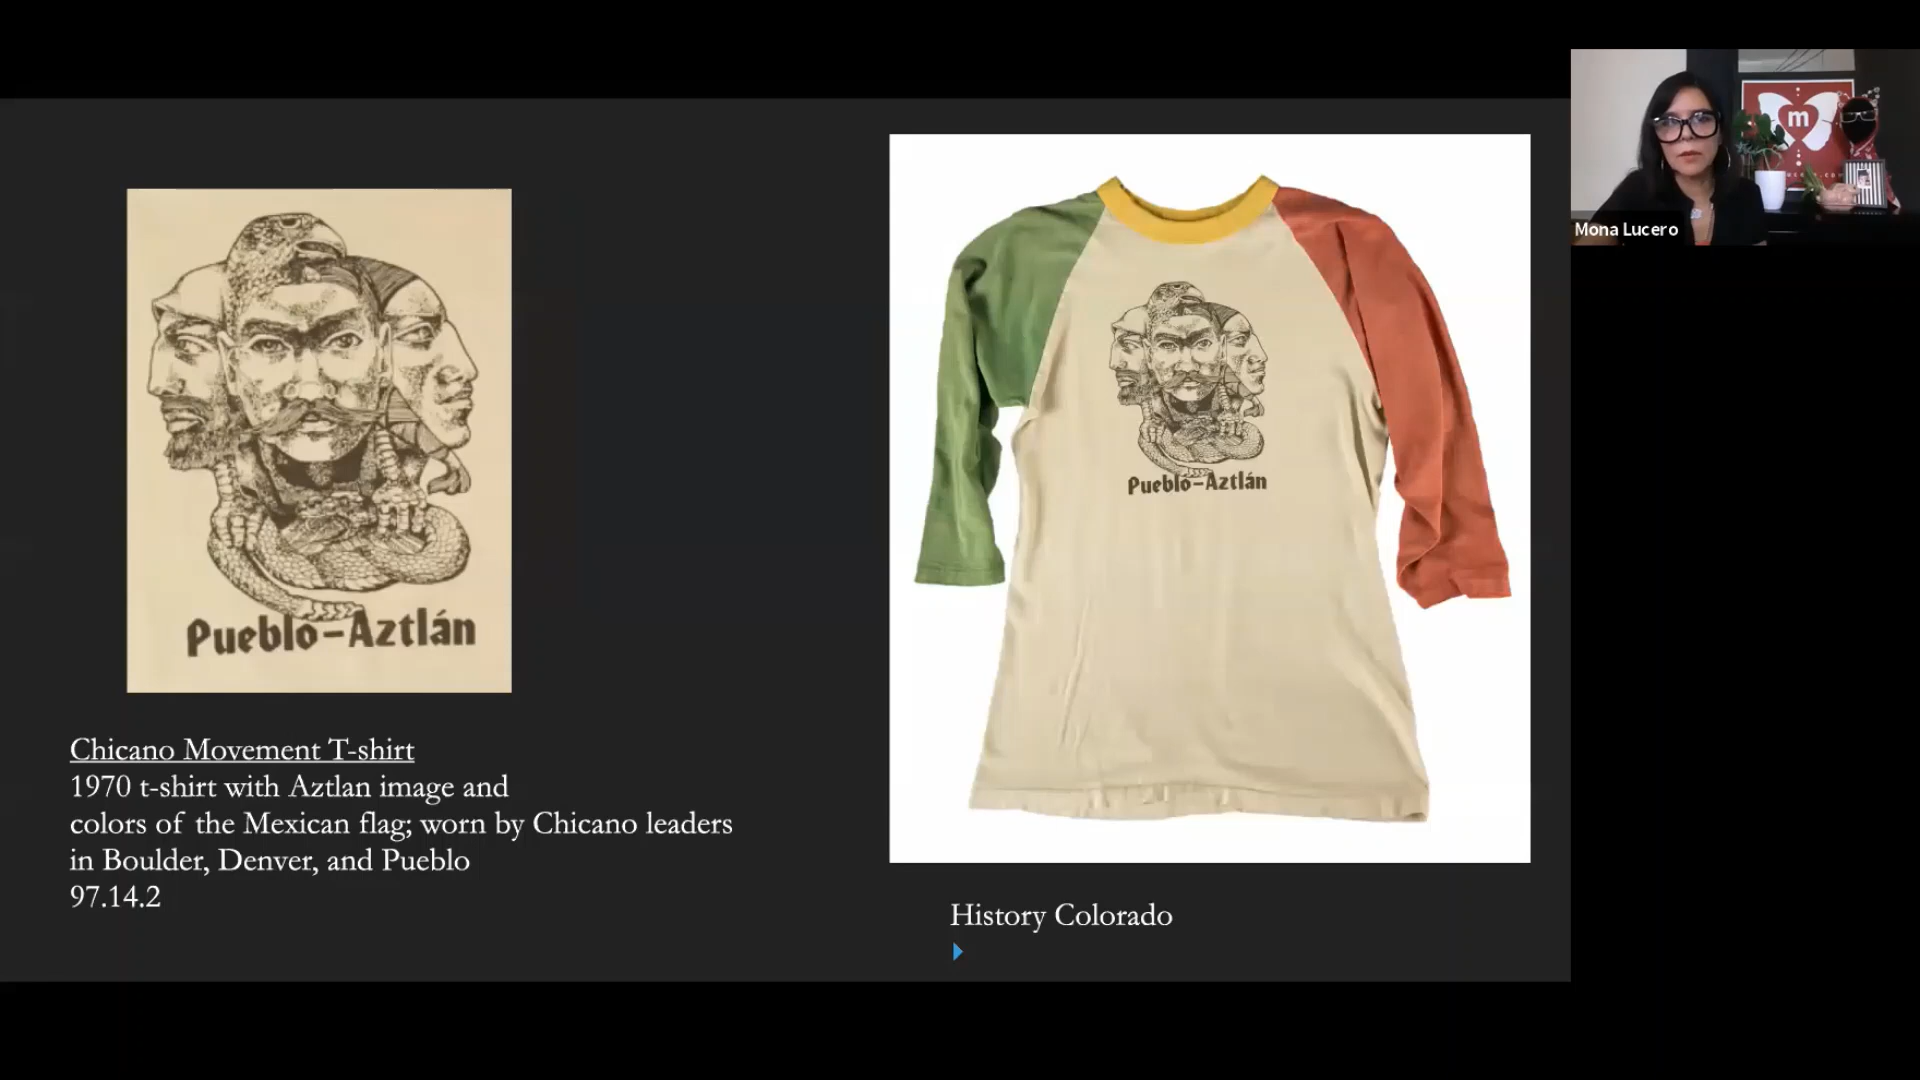 Pueblo-Aztlán
Chicano Movement T-shirt
1970 t-shirt with Aztlan image and
colors of the Mexican flag; worn by Chicano leaders
in Boulder, Denver, and Pueblo
97.14.2
Pueblo-Aztlán
History Colorado
m
Mona Lucero